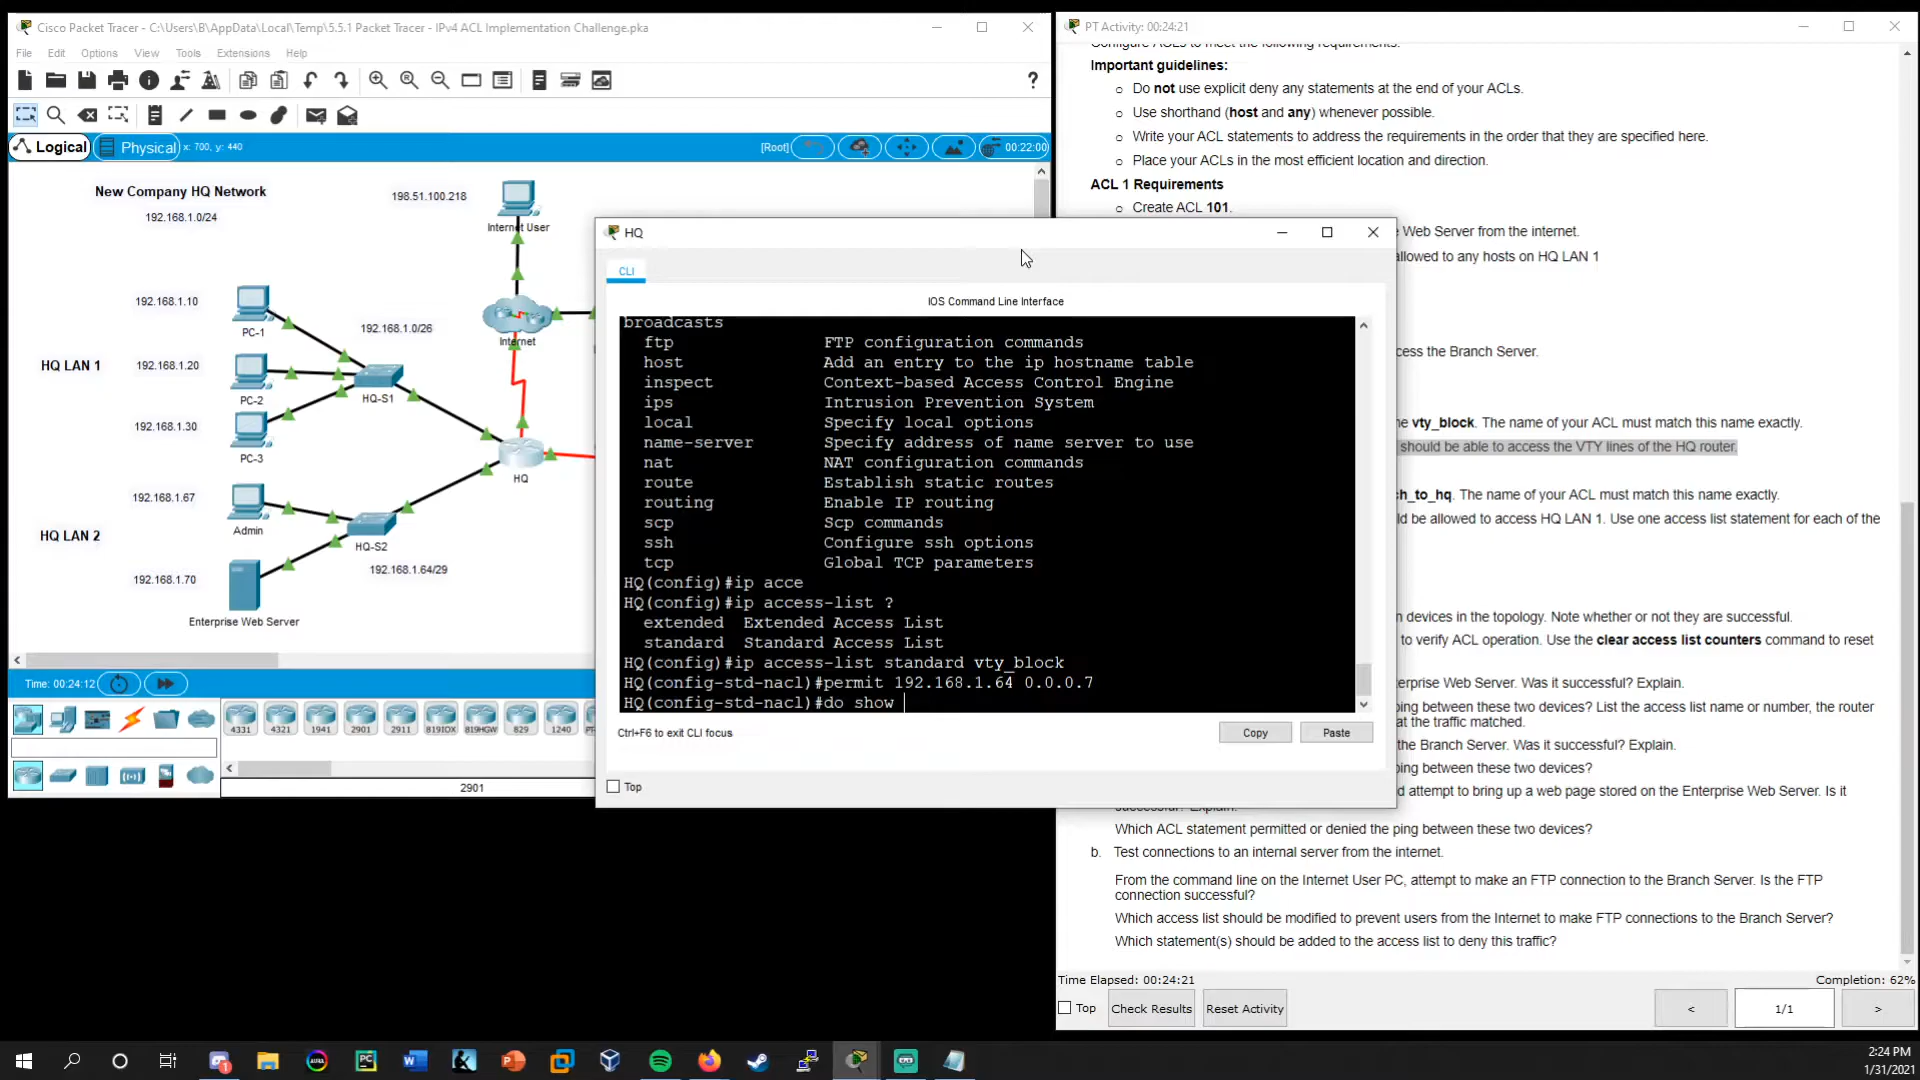 Cisco Packet Tracer - C:\Users\B\AppData\Local\Temp\5.5.1 Packet Tracer - IPv4 ACL Implementation Challenge.pka
File Edit Options View Tools Extensions Help
Logical Physical x: 700, y: 440
[Root] 00:22:00
New Company HQ Network
192.168.1.0/24
198.51.100.218
Internet User
192.168.1.10
PC-1
192.168.1.0/26
Internet
HQ LAN 1
192.168.1.20
PC-2
HQ-S1
192.168.1.30
PC-3
HQ
192.168.1.67
Admin
HQ LAN 2
HQ-S2
192.168.1.70
192.168.1.64/29
Enterprise Web Server
Time: 00:24:12
4331 4321 1941 2901 2911 819IOX 819HGW 829 1240
2901
HQ
CLI
IOS Command Line Interface
broadcasts
ftp FTP configuration commands
host Add an entry to the ip hostname table
inspect Context-based Access Control Engine
ips Intrusion Prevention System
local Specify local options
name-server Specify address of name server to use
nat NAT configuration commands
route Establish static routes
routing Enable IP routing
scp Scp commands
ssh Configure ssh options
tcp Global TCP parameters
HQ(config)#ip acce
HQ(config)#ip access-list ?
extended Extended Access List
standard Standard Access List
HQ(config)#ip access-list standard vty_block
HQ(config-std-nacl)#permit 192.168.1.64 0.0.0.7
HQ(config-std-nacl)#do show
Ctrl+F6 to exit CLI focus
Copy Paste
Top
PT Activity: 00:24:21
Configure ACLs to meet the following requirements:
Important guidelines:
o Do not use explicit deny any statements at the end of your ACLs.
o Use shorthand (host and any) whenever possible.
o Write your ACL statements to address the requirements in the order that they are specified here.
o Place your ACLs in the most efficient location and direction.
ACL 1 Requirements
o Create ACL 101.
Web Server from the internet.
allowed to any hosts on HQ LAN 1
cess the Branch Server.
e vty_block. The name of your ACL must match this name exactly.
should be able to access the VTY lines of the HQ router.
h_to_hq. The name of your ACL must match this name exactly.
ld be allowed to access HQ LAN 1. Use one access list statement for each of the
n devices in the topology. Note whether or not they are successful.
to verify ACL operation. Use the clear access list counters command to reset
erprise Web Server. Was it successful? Explain.
ping between these two devices? List the access list name or number, the router
at the traffic matched.
the Branch Server. Was it successful? Explain.
ping between these two devices?
d attempt to bring up a web page stored on the Enterprise Web Server. Is it
successful? Explain.
Which ACL statement permitted or denied the ping between these two devices?
b. Test connections to an internal server from the internet.
From the command line on the Internet User PC, attempt to make an FTP connection to the Branch Server. Is the FTP
connection successful?
Which access list should be modified to prevent users from the Internet to make FTP connections to the Branch Server?
Which statement(s) should be added to the access list to deny this traffic?
Time Elapsed: 00:24:21 Completion: 62%
Top Check Results Reset Activity < 1/1 >
2:24 PM
1/31/2021